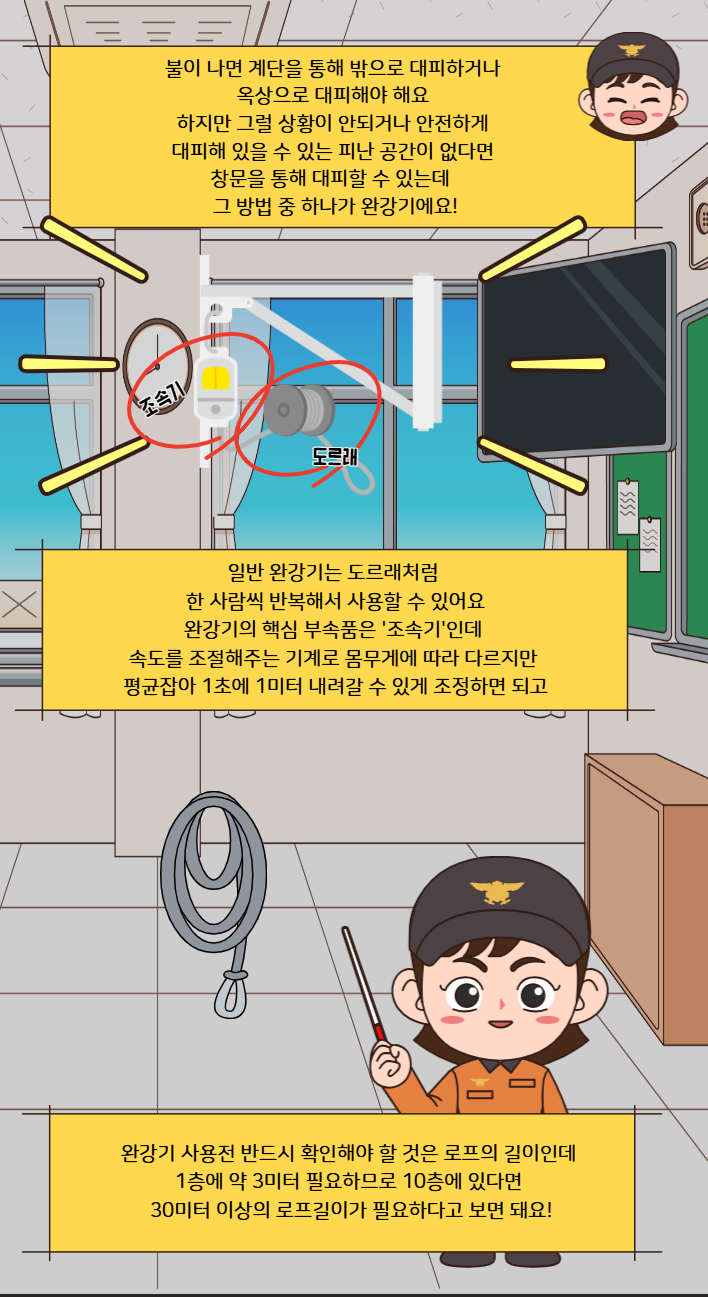 불이 나면 계단을 통해 밖으로 대피하거나
옥상으로 대피해야 해요
하지만 그럴 상황이 안되거나 안전하게
대피해 있을 수 있는 피난 공간이 없다면
창문을 통해 대피할 수 있는데
그 방법 중 하나가 완강기에요!
조속기
도르래
일반 완강기는 도르래처럼
한 사람씩 반복해서 사용할 수 있어요
완강기의 핵심 부속품은 '조속기'인데
속도를 조절해주는 기계로 몸무게에 따라 다르지만
평균잡아 1초에 1미터 내려갈 수 있게 조정하면 되고
완강기 사용전 반드시 확인해야 할 것은 로프의 길이인데
1층에 약 3미터 필요하므로 10층에 있다면
30미터 이상의 로프길이가 필요하다고 보면 돼요!